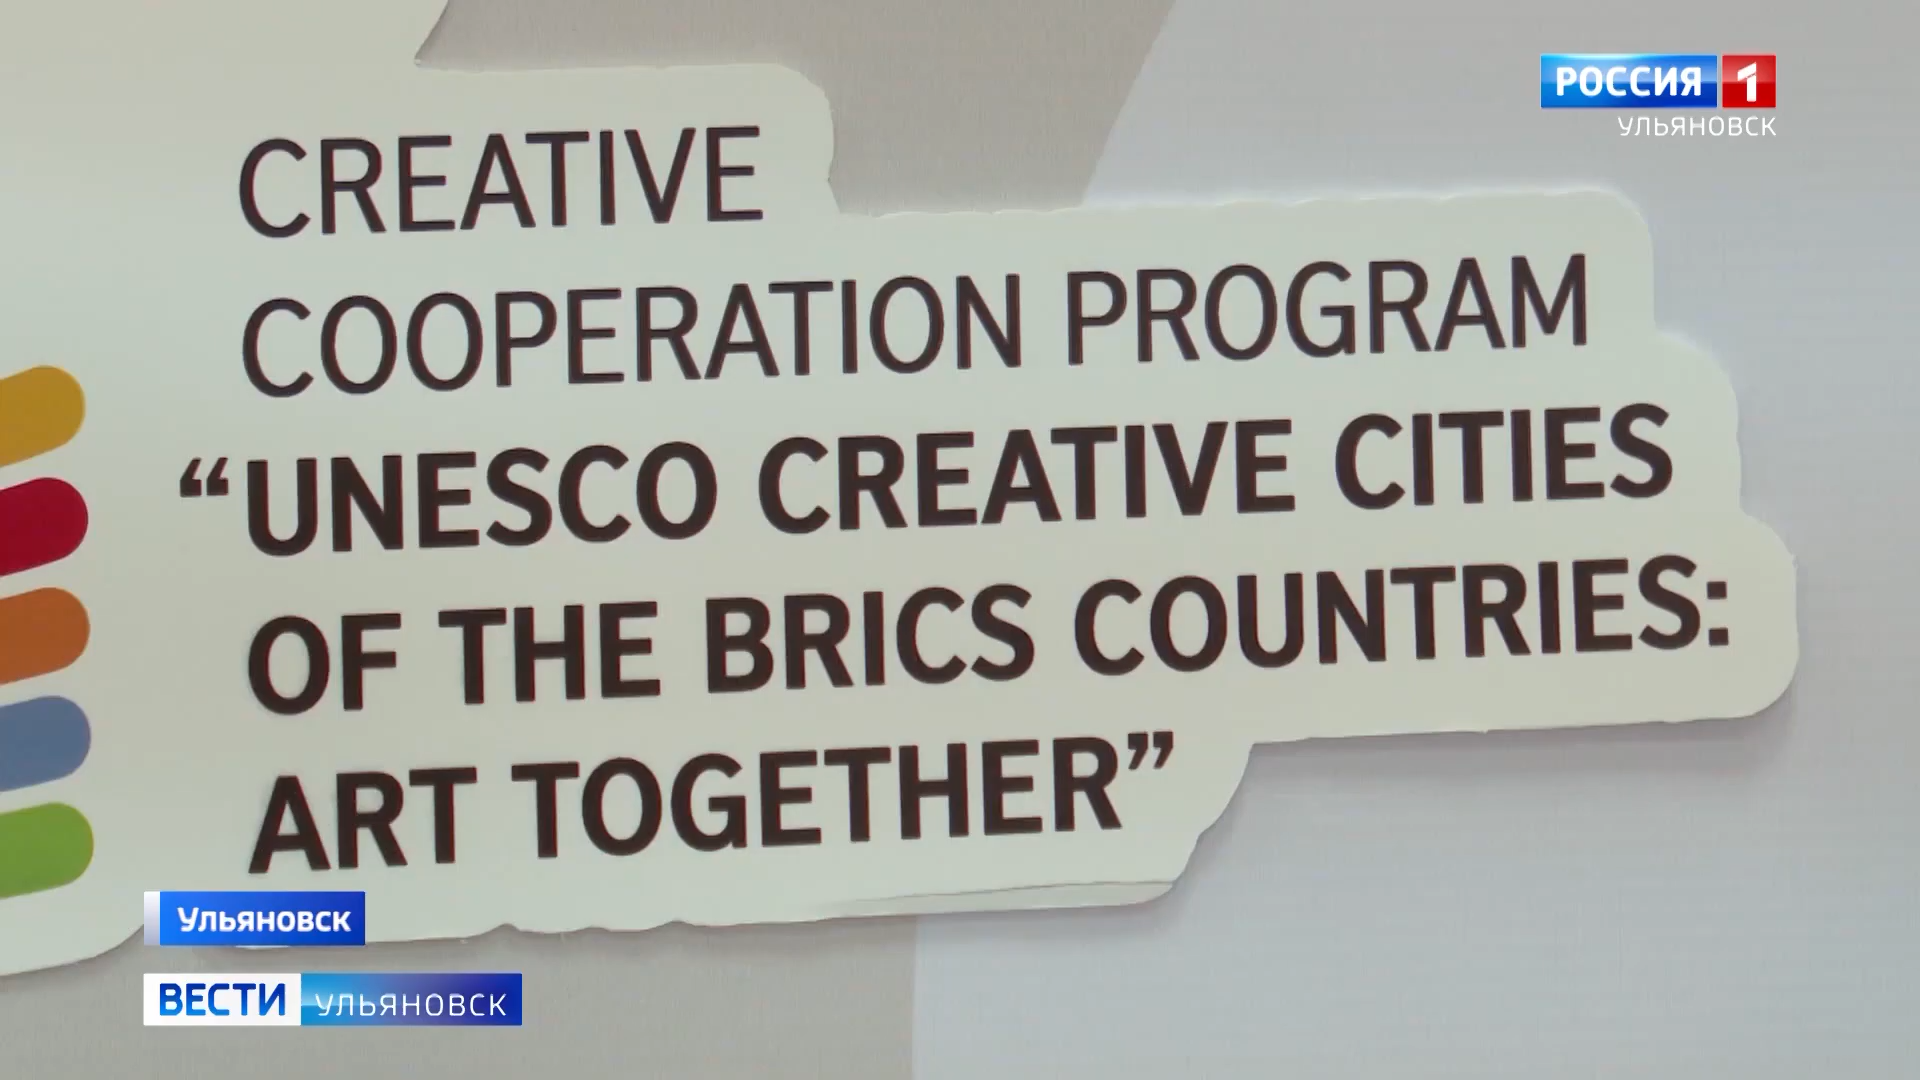 РОССИЯ 1
УЛЬЯНОВСК
CREATIVE
COOPERATION PROGRAM
“UNESCO CREATIVE CITIES
OF THE BRICS COUNTRIES:
ART TOGETHER”
Ульяновск
ВЕСТИ УЛЬЯНОВСК